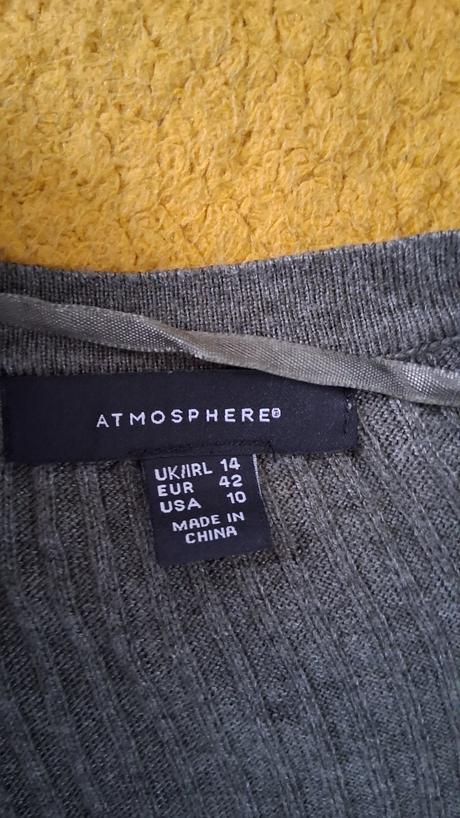 ATMOSPHERE®
UK/IRL 14
EUR 42
USA 10
MADE IN
CHINA